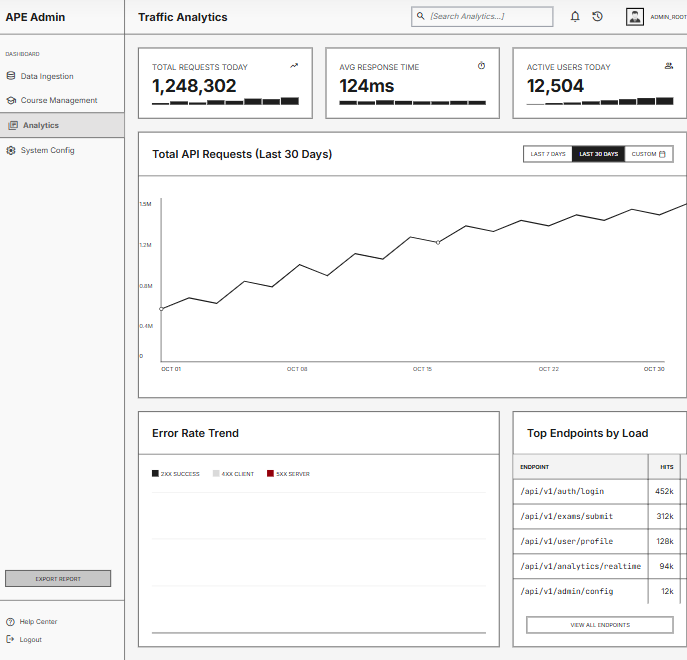 APE Admin
Traffic Analytics
[Search Analytics...]
ADMIN_ROOT
DASHBOARD
Data Ingestion
Course Management
Analytics
System Config
EXPORT REPORT
Help Center
Logout
TOTAL REQUESTS TODAY
1,248,302
AVG RESPONSE TIME
124ms
ACTIVE USERS TODAY
12,504
Total API Requests (Last 30 Days)
LAST 7 DAYS
LAST 30 DAYS
CUSTOM
1.5M
1.2M
0.8M
0.4M
0
OCT 01
OCT 08
OCT 15
OCT 22
OCT 30
Error Rate Trend
2XX SUCCESS
4XX CLIENT
5XX SERVER
Top Endpoints by Load
ENDPOINT HITS
/api/v1/auth/login 452k
/api/v1/exams/submit 312k
/api/v1/user/profile 128k
/api/v1/analytics/realtime 94k
/api/v1/admin/config 12k
VIEW ALL ENDPOINTS